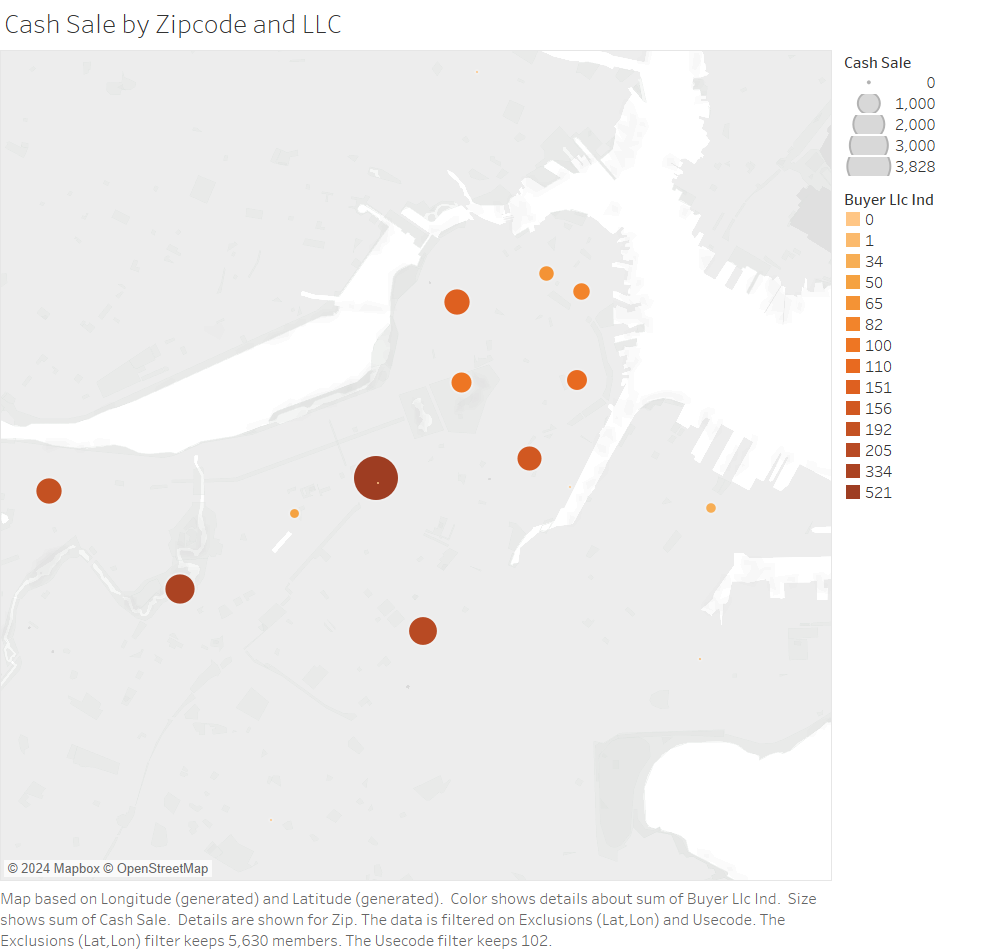 Cash Sale by Zipcode and LLC
Cash Sale
0
1,000
2,000
3,000
3,828
Buyer Llc Ind
0
1
34
50
65
82
100
110
151
156
192
205
334
521
© 2024 Mapbox © OpenStreetMap
Map based on Longitude (generated) and Latitude (generated).  Color shows details about sum of Buyer Llc Ind.  Size
shows sum of Cash Sale.  Details are shown for Zip. The data is filtered on Exclusions (Lat,Lon) and Usecode. The
Exclusions (Lat,Lon) filter keeps 5,630 members. The Usecode filter keeps 102.